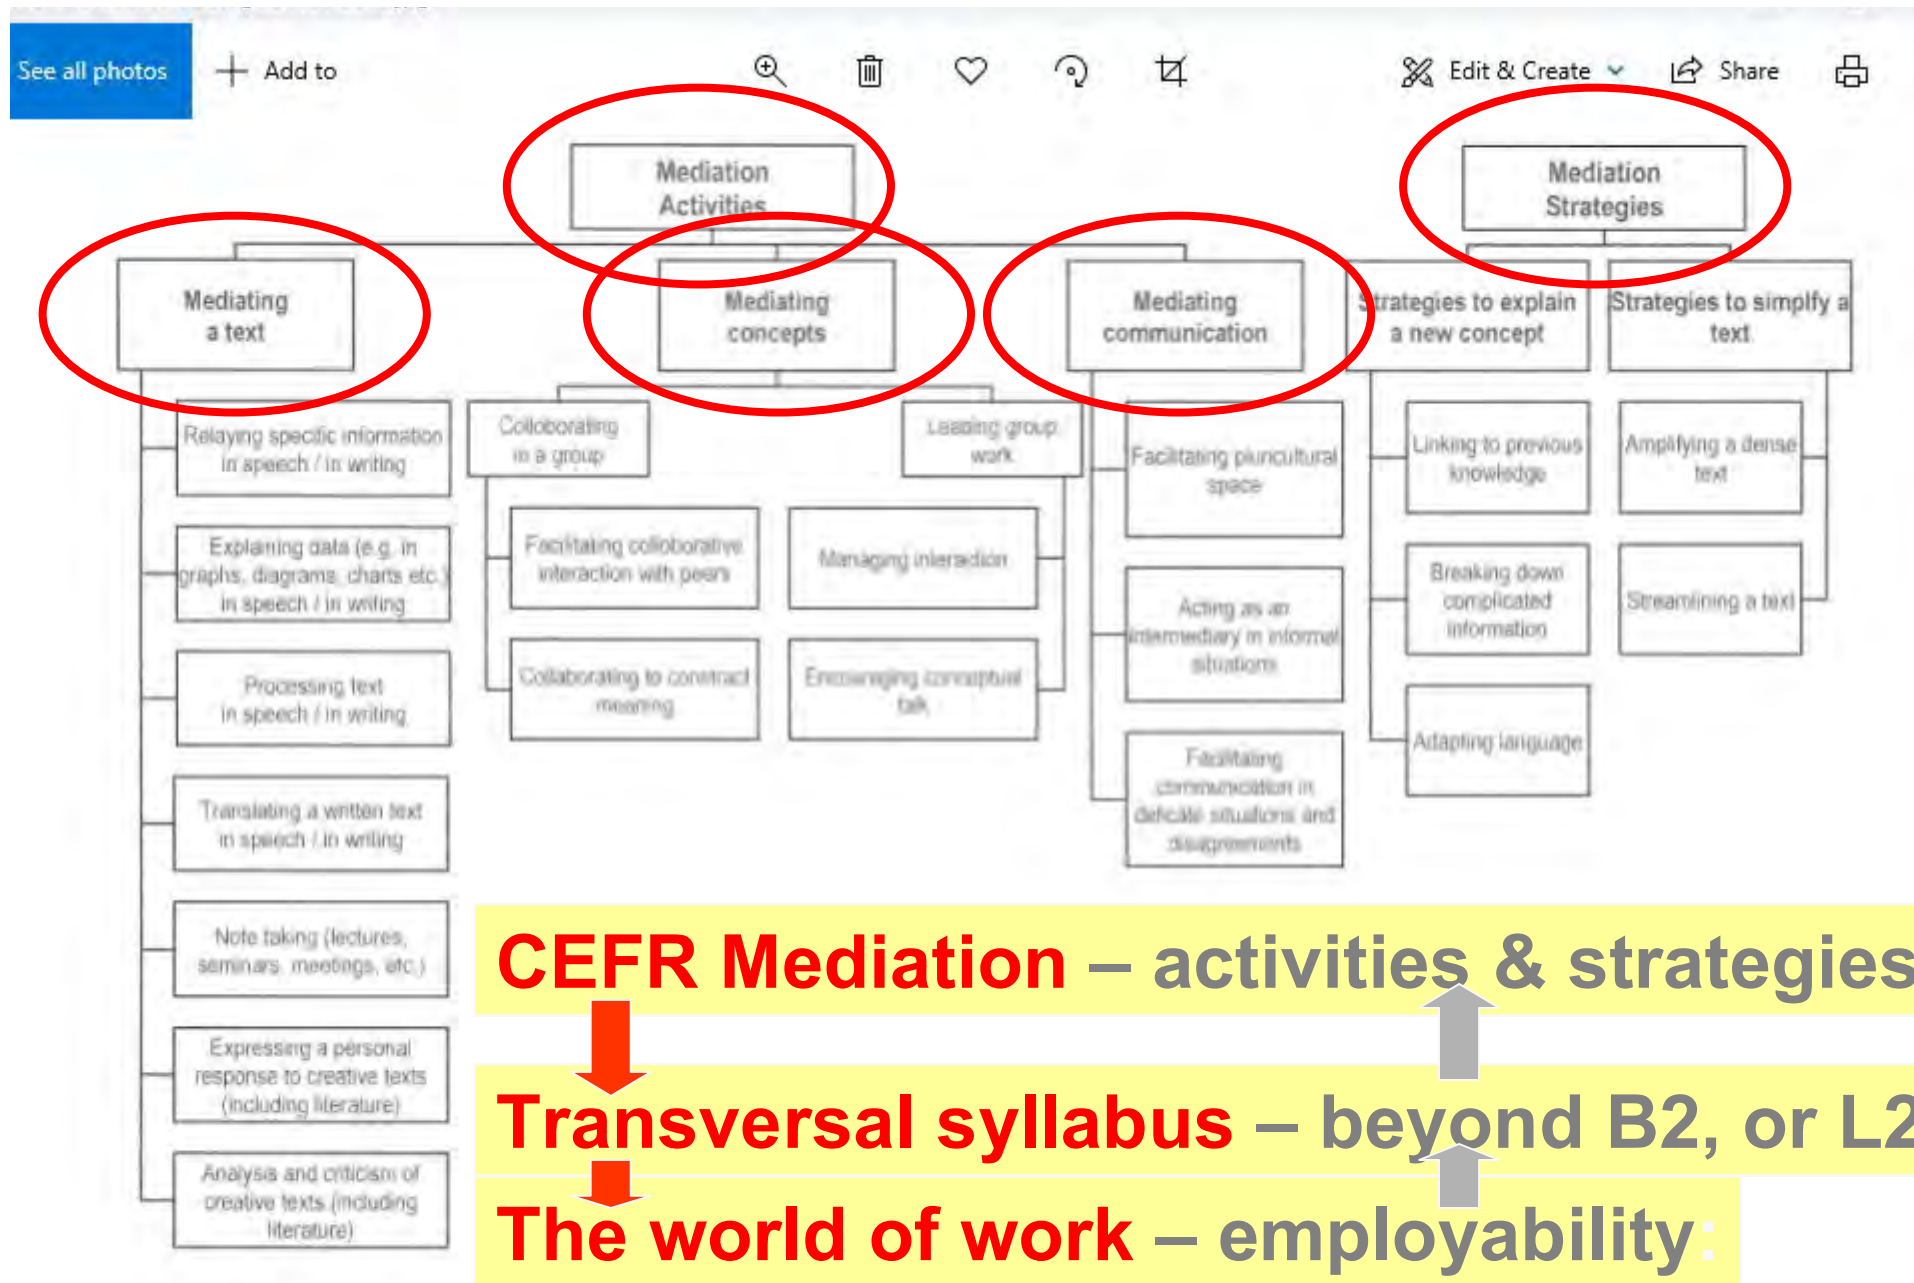 See all photos
Add to
Edit & Create
Share
Mediation
Activities
Mediation
Strategies
Mediating
a text
Mediating
concepts
Mediating
communication
Strategies to explain
a new concept
Strategies to simplfy a
text
Relaying specific information
in speech / in writing
Explaining data (e.g. in
graphs, diagrams, charts etc.)
in speech / in writing
Processing text
in speech / in writing
Translating a written text
in speech / in writing
Note taking (lectures,
seminars, meetings, etc.)
Expressing a personal
response to creative texts
(including literature)
Analysis and criticism of
creative texts (including
literature)
Collaborating
in a group
Leading group
work
Facilitating collaborative
interaction with peers
Collaborating to construct
meaning
Managing interaction
Encouraging conceptual
talk
Facilitating pluricultural
space
Acting as an
intermediary in informal
situations
Facilitating
communication in
delicate situations and
disagreements
Linking to previous
knowledge
Breaking down
complicated
information
Adapting language
Amplifying a dense
text
Streamlining a text
CEFR Mediation – activities & strategies
Transversal syllabus – beyond B2, or L2
The world of work – employability: